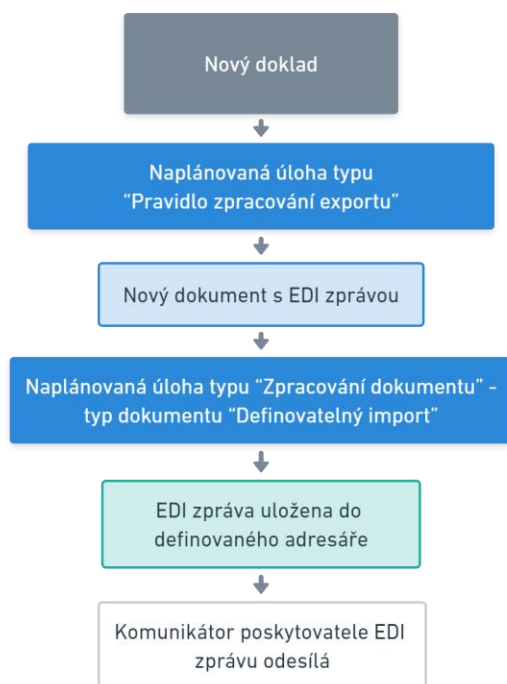 Nový doklad
Naplánovaná úloha typu
“Pravidlo zpracování exportu”
Nový dokument s EDI zprávou
Naplánovaná úloha typu “Zpracování dokumentu” -
typ dokumentu “Definovatelný import”
EDI zpráva uložena do
definovaného adresáře
Komunikátor poskytovatele EDI
zprávu odesílá